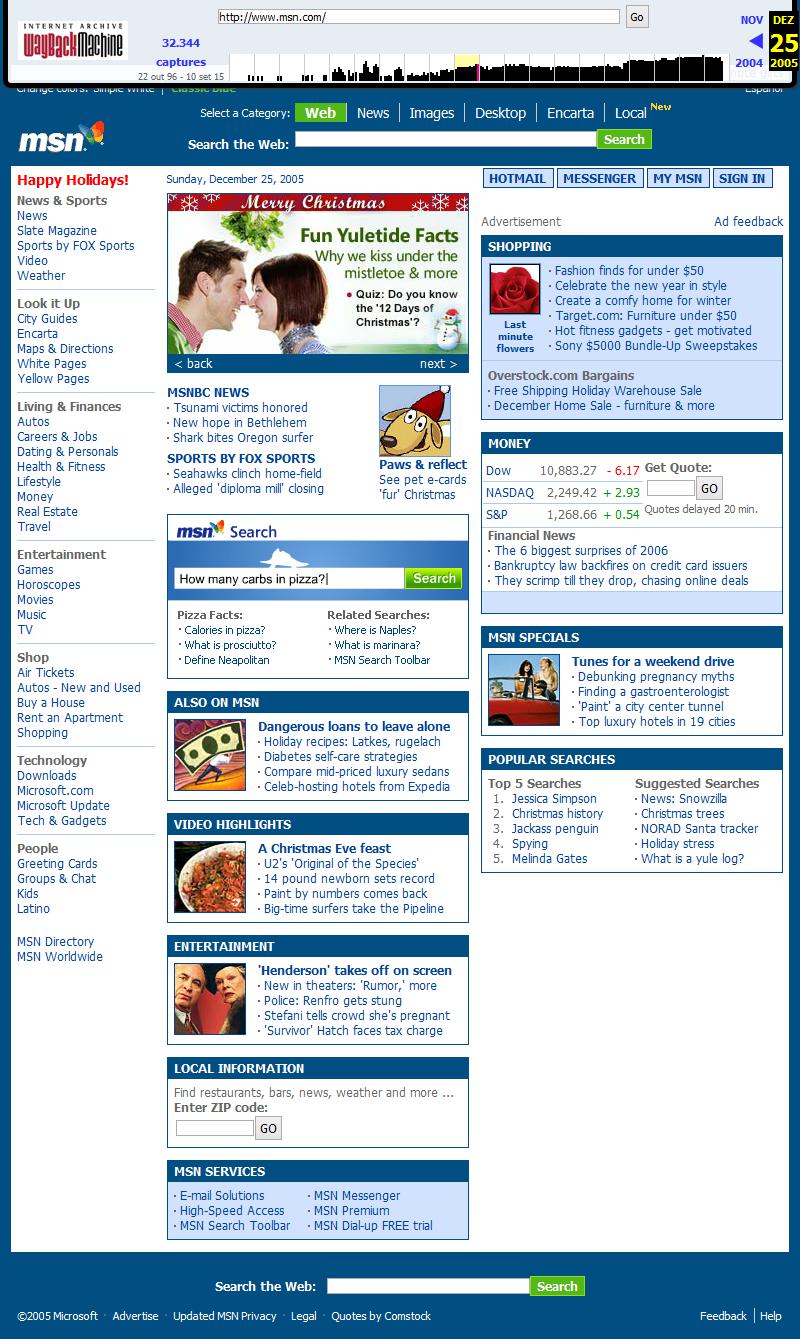 INTERNET ARCHIVE
WayBackMachine
http://www.msn.com/
Go
32.344
captures
22 out 96 - 10 set 15
NOV
DEZ
25
2004
2005
Change colors: Simple White | Classic Blue
Español
msn
Select a Category: Web News Images Desktop Encarta Local New
Search the Web: Search
Happy Holidays!
News & Sports
News
Slate Magazine
Sports by FOX Sports
Video
Weather
Look it Up
City Guides
Encarta
Maps & Directions
White Pages
Yellow Pages
Living & Finances
Autos
Careers & Jobs
Dating & Personals
Health & Fitness
Lifestyle
Money
Real Estate
Travel
Entertainment
Games
Horoscopes
Movies
Music
TV
Shop
Air Tickets
Autos - New and Used
Buy a House
Rent an Apartment
Shopping
Technology
Downloads
Microsoft.com
Microsoft Update
Tech & Gadgets
People
Greeting Cards
Groups & Chat
Kids
Latino
MSN Directory
MSN Worldwide
Sunday, December 25, 2005
Merry Christmas
Fun Yuletide Facts
Why we kiss under the
mistletoe & more
• Quiz: Do you know
the '12 Days of
Christmas'?
< back next >
MSNBC NEWS
· Tsunami victims honored
· New hope in Bethlehem
· Shark bites Oregon surfer
SPORTS BY FOX SPORTS
· Seahawks clinch home-field
· Alleged 'diploma mill' closing
Paws & reflect
See pet e-cards
'fur' Christmas
msn Search
How many carbs in pizza?
Search
Pizza Facts:
· Calories in pizza?
· What is prosciutto?
· Define Neapolitan
Related Searches:
· Where is Naples?
· What is marinara?
· MSN Search Toolbar
ALSO ON MSN
Dangerous loans to leave alone
· Holiday recipes: Latkes, rugelach
· Diabetes self-care strategies
· Compare mid-priced luxury sedans
· Celeb-hosting hotels from Expedia
VIDEO HIGHLIGHTS
A Christmas Eve feast
· U2's 'Original of the Species'
· 14 pound newborn sets record
· Paint by numbers comes back
· Big-time surfers take the Pipeline
ENTERTAINMENT
'Henderson' takes off on screen
· New in theaters: 'Rumor,' more
· Police: Renfro gets stung
· Stefani tells crowd she's pregnant
· 'Survivor' Hatch faces tax charge
LOCAL INFORMATION
Find restaurants, bars, news, weather and more ...
Enter ZIP code:
GO
MSN SERVICES
· E-mail Solutions
· High-Speed Access
· MSN Search Toolbar
· MSN Messenger
· MSN Premium
· MSN Dial-up FREE trial
HOTMAIL MESSENGER MY MSN SIGN IN
Advertisement Ad feedback
SHOPPING
Last
minute
flowers
· Fashion finds for under $50
· Celebrate the new year in style
· Create a comfy home for winter
· Target.com: Furniture under $50
· Hot fitness gadgets - get motivated
· Sony $5000 Bundle-Up Sweepstakes
Overstock.com Bargains
· Free Shipping Holiday Warehouse Sale
· December Home Sale - furniture & more
MONEY
Dow 10,883.27 - 6.17
NASDAQ 2,249.42 + 2.93
S&P 1,268.66 + 0.54
Get Quote:
GO
Quotes delayed 20 min.
Financial News
· The 6 biggest surprises of 2006
· Bankruptcy law backfires on credit card issuers
· They scrimp till they drop, chasing online deals
MSN SPECIALS
Tunes for a weekend drive
· Debunking pregnancy myths
· Finding a gastroenterologist
· 'Paint' a city center tunnel
· Top luxury hotels in 19 cities
POPULAR SEARCHES
Top 5 Searches
1. Jessica Simpson
2. Christmas history
3. Jackass penguin
4. Spying
5. Melinda Gates
Suggested Searches
· News: Snowzilla
· Christmas trees
· NORAD Santa tracker
· Holiday stress
· What is a yule log?
Search the Web: Search
©2005 Microsoft · Advertise · Updated MSN Privacy · Legal · Quotes by Comstock
Feedback | Help